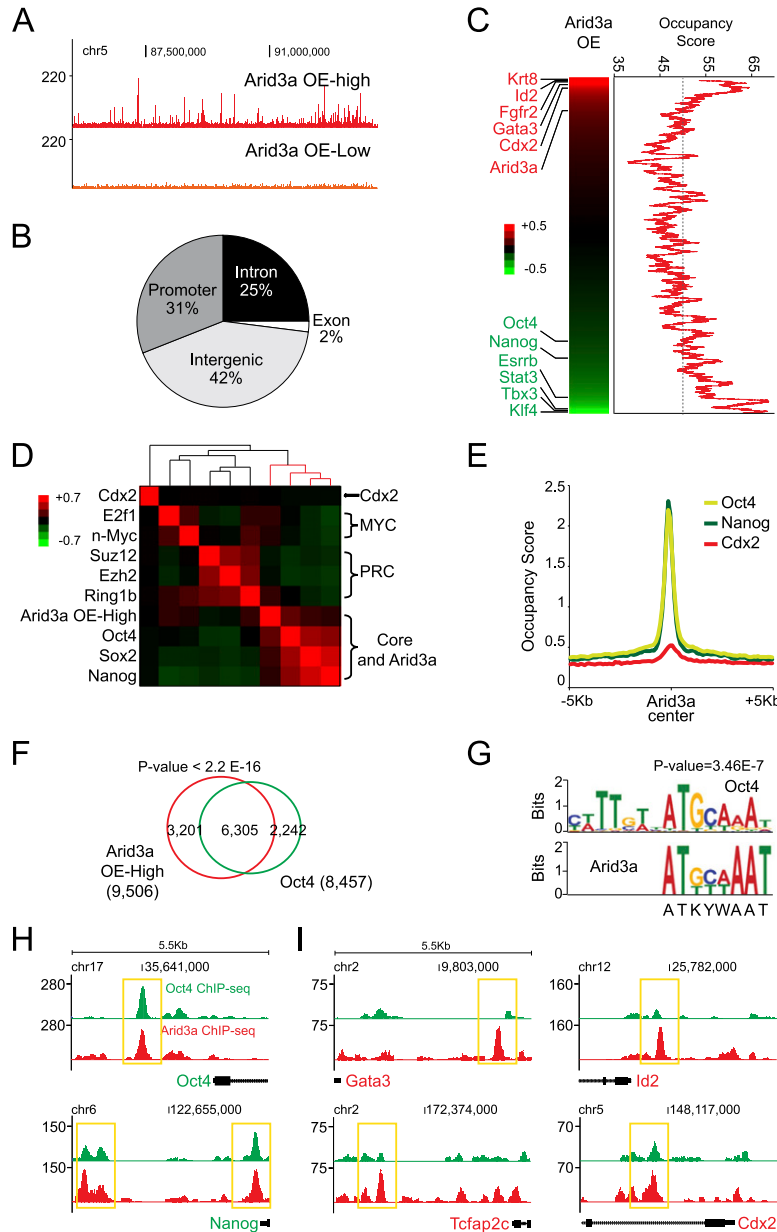 A
chr5
87,500,000
91,000,000
220
Arid3a OE-high
220
Arid3a OE-Low
B
Intron
25%
Promoter
31%
Exon
2%
Intergenic
42%
C
Arid3a
OE
Occupancy
Score
35
45
55
65
Krt8
Id2
Fgfr2
Gata3
Cdx2
Arid3a
+0.5
-0.5
Oct4
Nanog
Esrrb
Stat3
Tbx3
Klf4
D
+0.7
-0.7
Cdx2
E2f1
n-Myc
Suz12
Ezh2
Ring1b
Arid3a OE-High
Oct4
Sox2
Nanog
Cdx2
MYC
PRC
Core
and Arid3a
E
Occupancy Score
2.5
2
1.5
1
0.5
0
Oct4
Nanog
Cdx2
-5Kb
Arid3a
center
+5Kb
F
P-value < 2.2 E-16
3,201
6,305
2,242
Arid3a
OE-High
(9,506)
Oct4 (8,457)
G
P-value=3.46E-7
Oct4
Bits
2
1
0
Arid3a
Bits
2
1
0
A T K Y W A A T
H
5.5Kb
chr17
35,641,000
280
Oct4 ChIP-seq
280
Arid3a ChIP-seq
Oct4
chr6
122,655,000
150
150
Nanog
I
5.5Kb
chr2
9,803,000
75
75
Gata3
chr12
25,782,000
160
160
Id2
chr2
172,374,000
75
75
Tcfap2c
chr5
148,117,000
70
70
Cdx2